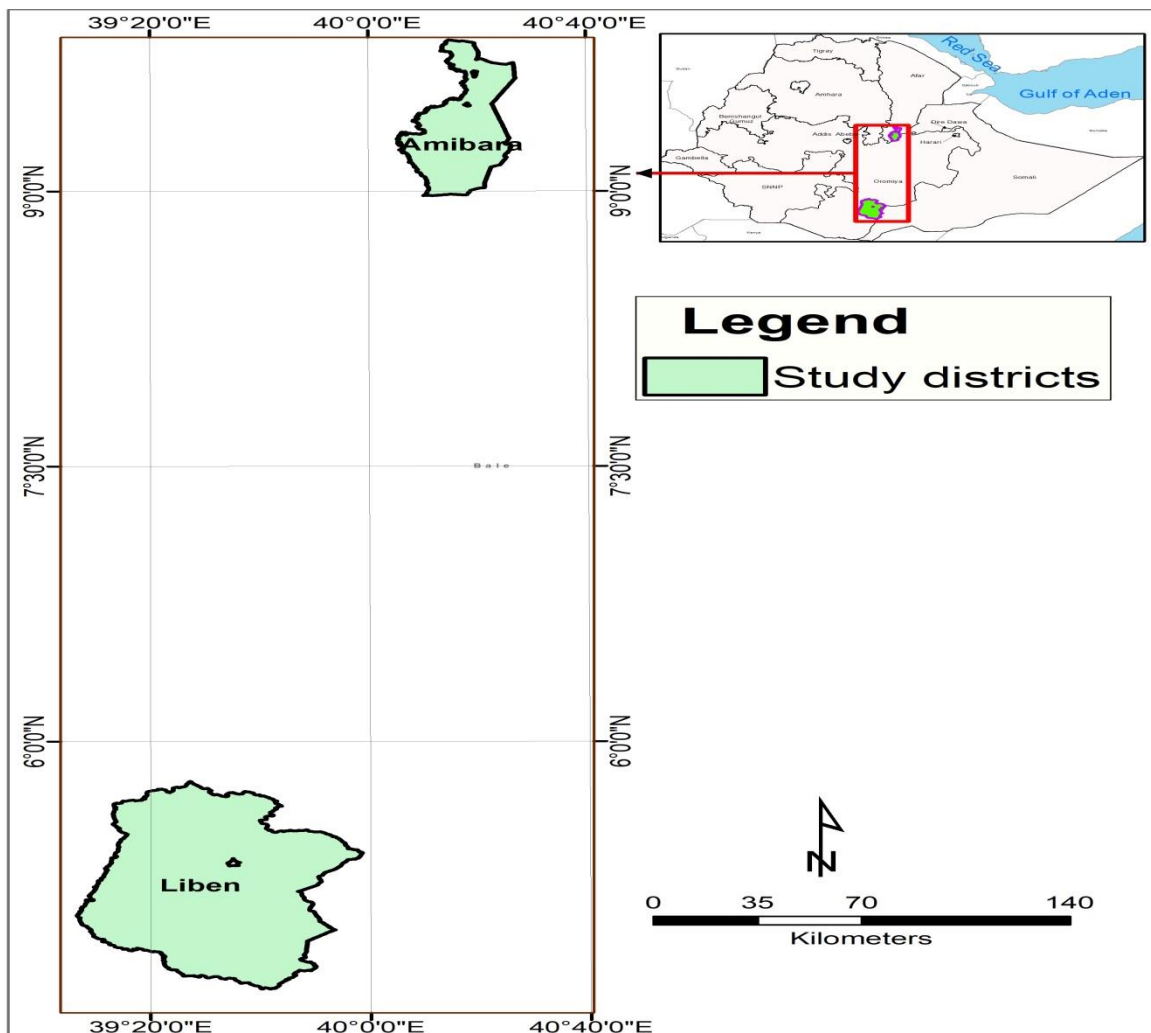 39°20'0"E
40°0'0"E
40°40'0"E
Red Sea
Gulf of Aden
Tigray
Afar
Amhara
Benishangul
Gumuz
Addis Abeba
Dire Dawa
Harari
Gambella
Oromiya
Somali
SNNP
Kenya
Amibara
9°0'0"N
9°0'0"N
Legend
Study districts
7°30'0"N
Bale
7°30'0"N
6°0'0"N
6°0'0"N
Liben
N
0 35 70 140
Kilometers
39°20'0"E
40°0'0"E
40°40'0"E